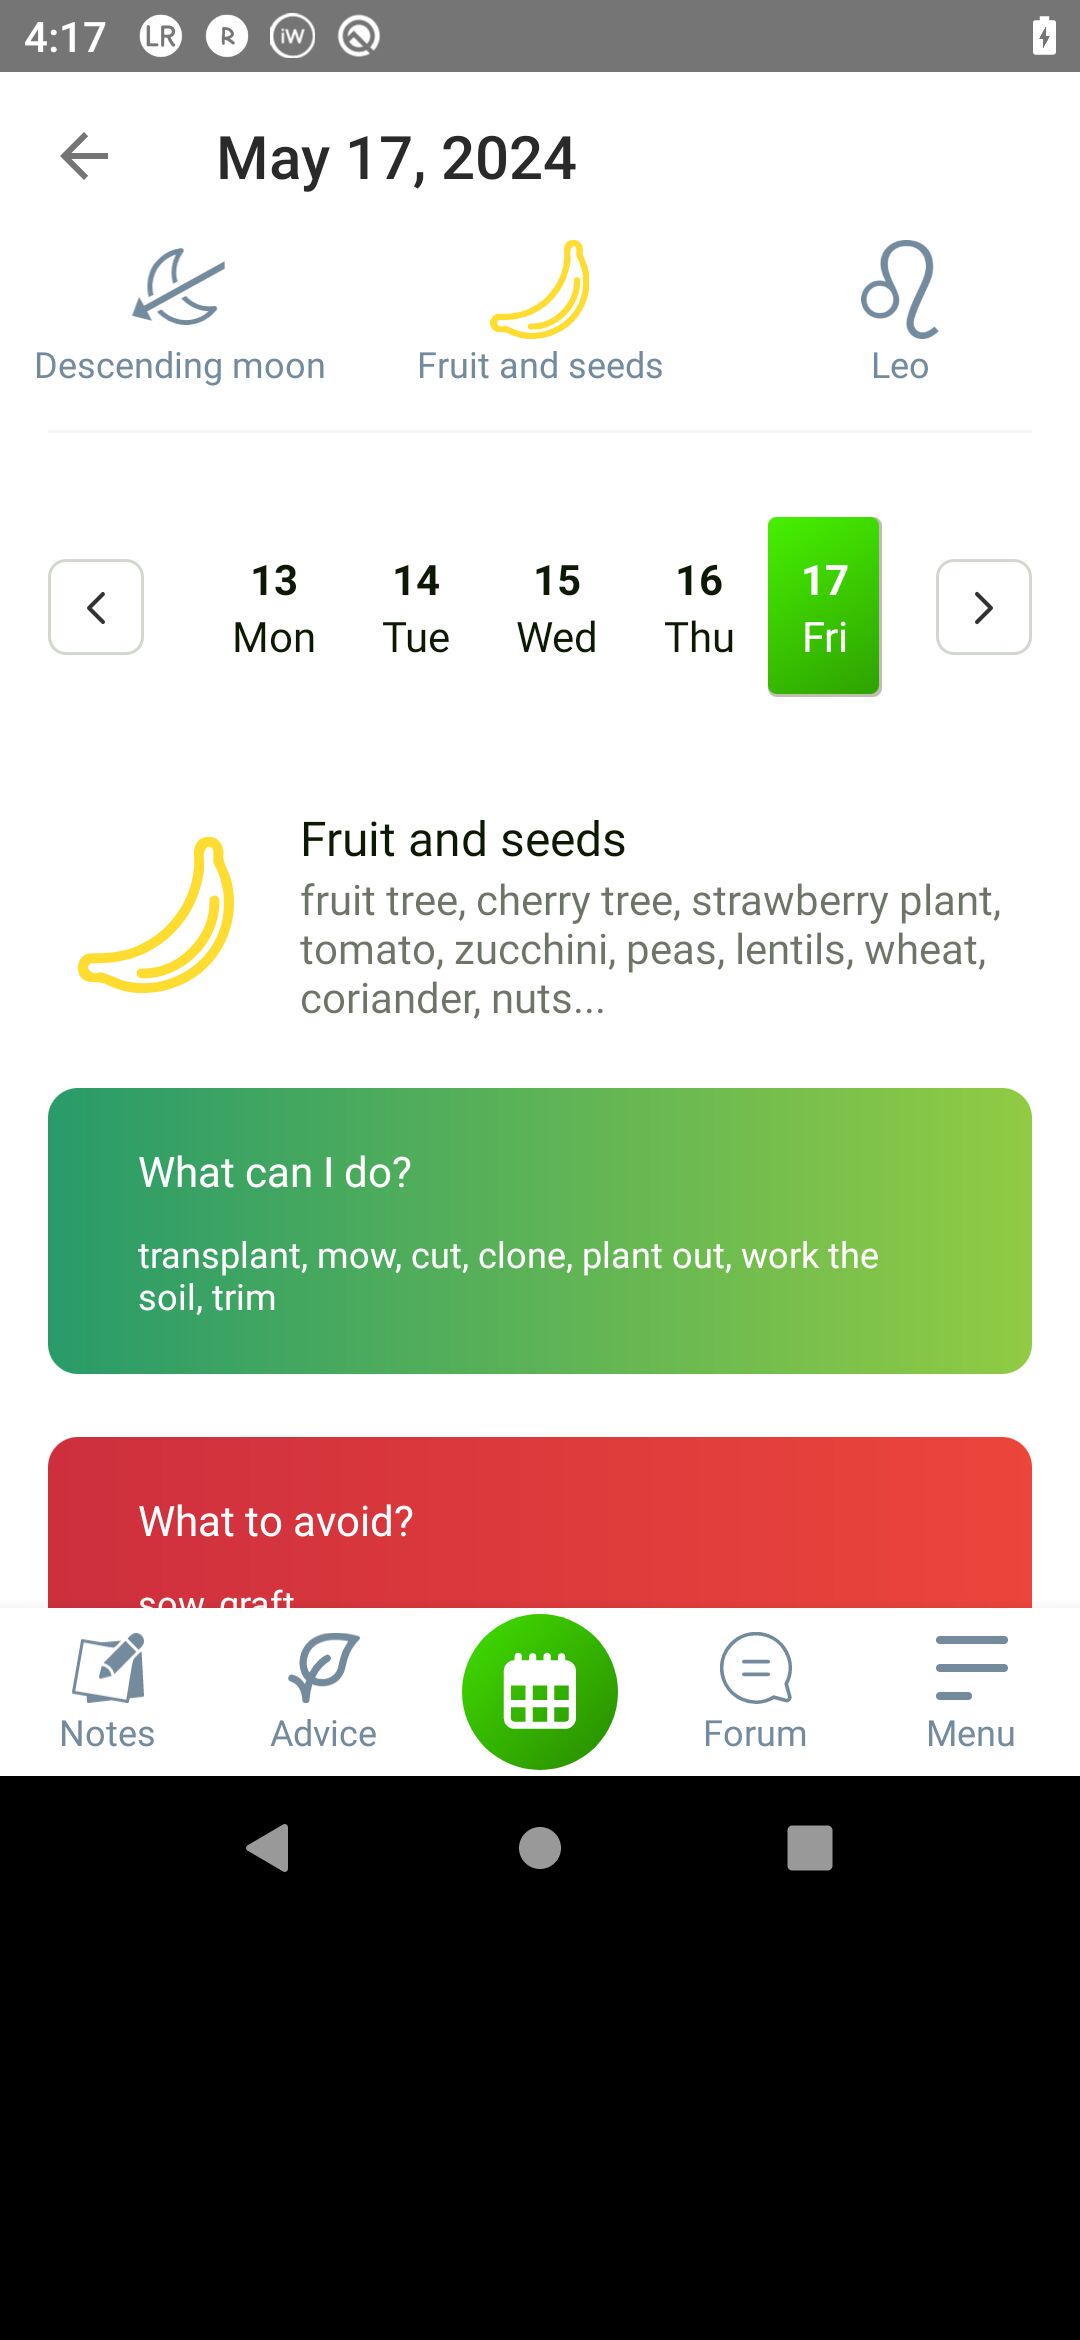 4:17 LR R iW
May 17, 2024
Descending moon Fruit and seeds Leo
13 14 15 16 17
Mon Tue Wed Thu Fri
Fruit and seeds
fruit tree, cherry tree, strawberry plant,
tomato, zucchini, peas, lentils, wheat,
coriander, nuts...
What can I do?
transplant, mow, cut, clone, plant out, work the
soil, trim
What to avoid?
sow, graft
Notes Advice Forum Menu